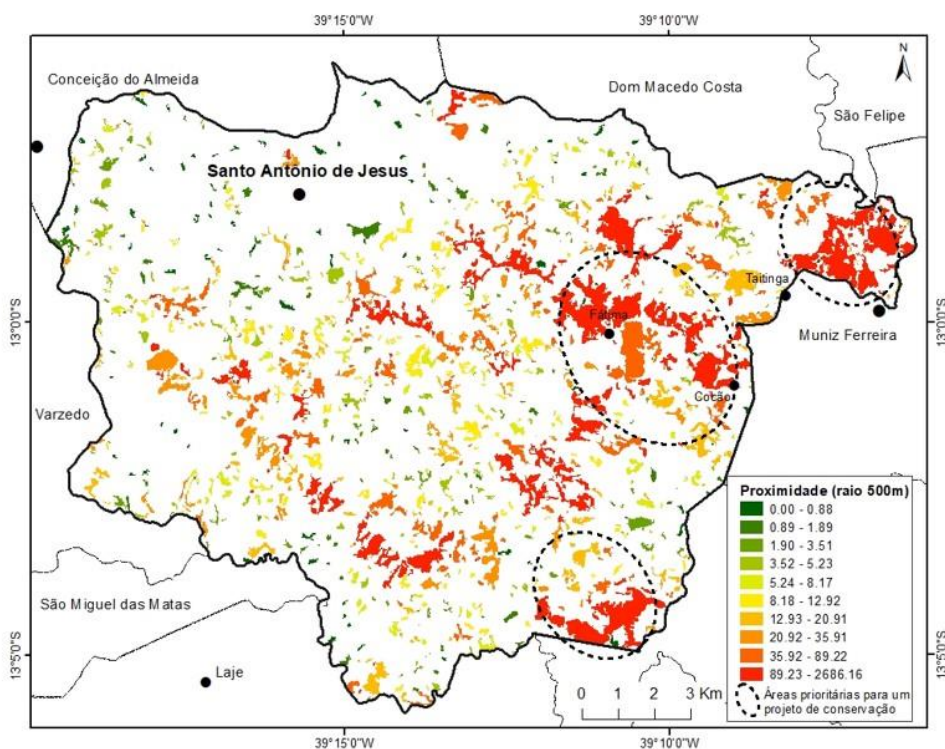 39°15'0"W
39°10'0"W
N
Conceição do Almeida
Dom Macedo Costa
São Felipe
Santo Antonio de Jesus
Taitinga
13°0'0"S
Fátima
13°0'0"S
Muniz Ferreira
Cocão
Varzedo
Proximidade (raio 500m)
0.00 - 0.88
0.89 - 1.89
1.90 - 3.51
3.52 - 5.23
5.24 - 8.17
8.18 - 12.92
12.93 - 20.91
20.92 - 35.91
35.92 - 89.22
89.23 - 2686.16
Áreas prioritárias para um
projeto de conservação
São Miguel das Matas
Laje
13°5'0"S
13°5'0"S
0 1 2 3 Km
39°15'0"W
39°10'0"W